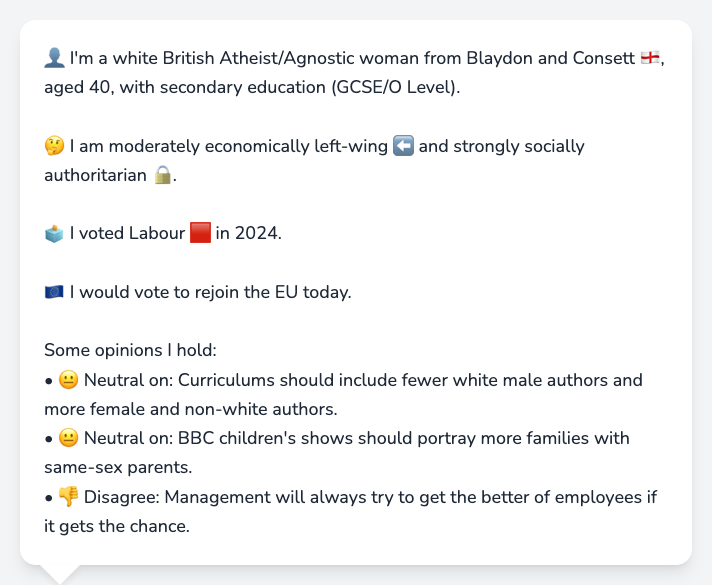 👤 I'm a white British Atheist/Agnostic woman from Blaydon and Consett 🏴󠁧󠁢󠁥󠁮󠁧󠁿,
aged 40, with secondary education (GCSE/O Level).
🤔 I am moderately economically left-wing ⬅️ and strongly socially
authoritarian 🔒.
🗳️ I voted Labour 🟥 in 2024.
🇪🇺 I would vote to rejoin the EU today.
Some opinions I hold:
• 😐 Neutral on: Curriculums should include fewer white male authors and
more female and non-white authors.
• 😐 Neutral on: BBC children's shows should portray more families with
same-sex parents.
• 👎 Disagree: Management will always try to get the better of employees if
it gets the chance.